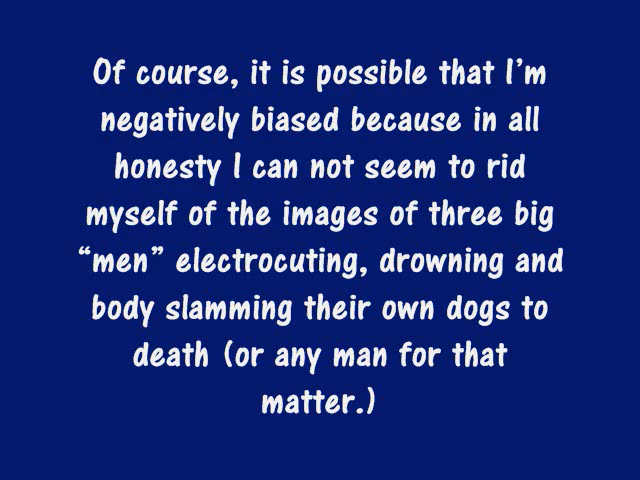 Of course, it is possible that I'm
negatively biased because in all
honesty I can not seem to rid
myself of the images of three big
“men” electrocuting, drowning and
body slamming their own dogs to
death (or any man for that
matter.)